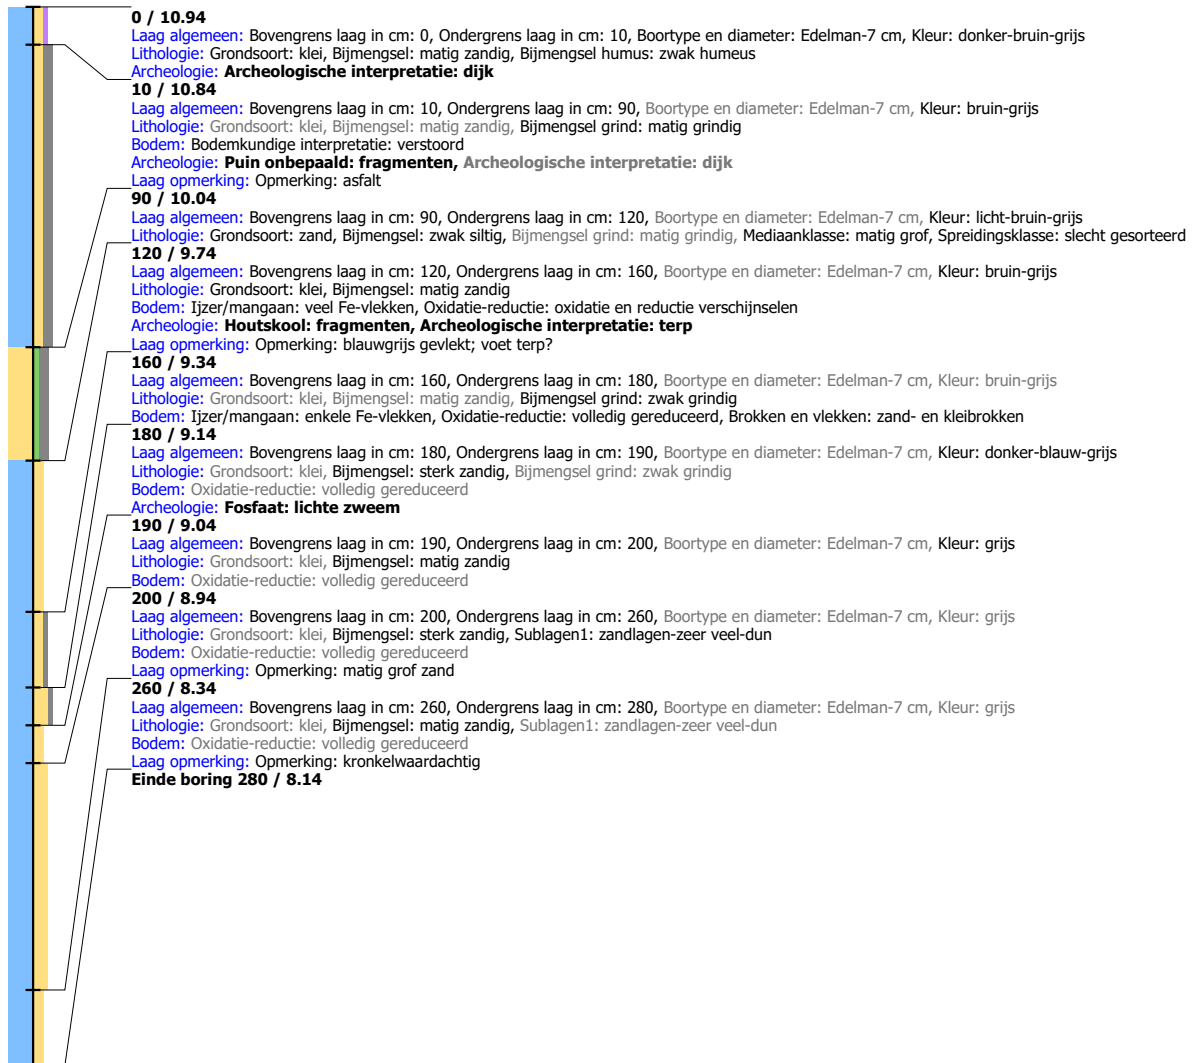 0 / 10.94
Laag algemeen: Bovengrens laag in cm: 0, Ondergrens laag in cm: 10, Boortype en diameter: Edelman-7 cm, Kleur: donker-bruin-grijs
Lithologie: Grondsoort: klei, Bijmengsel: matig zandig, Bijmengsel humus: zwak humeus
Archeologie: Archeologische interpretatie: dijk
10 / 10.84
Laag algemeen: Bovengrens laag in cm: 10, Ondergrens laag in cm: 90, Boortype en diameter: Edelman-7 cm, Kleur: bruin-grijs
Lithologie: Grondsoort: klei, Bijmengsel: matig zandig, Bijmengsel grind: matig grindig
Bodem: Bodemkundige interpretatie: verstoord
Archeologie: Puin onbepaald: fragmenten, Archeologische interpretatie: dijk
Laag opmerking: Opmerking: asfalt
90 / 10.04
Laag algemeen: Bovengrens laag in cm: 90, Ondergrens laag in cm: 120, Boortype en diameter: Edelman-7 cm, Kleur: licht-bruin-grijs
Lithologie: Grondsoort: zand, Bijmengsel: zwak siltig, Bijmengsel grind: matig grindig, Mediaanklasse: matig grof, Spreidingsklasse: slecht gesorteerd
120 / 9.74
Laag algemeen: Bovengrens laag in cm: 120, Ondergrens laag in cm: 160, Boortype en diameter: Edelman-7 cm, Kleur: bruin-grijs
Lithologie: Grondsoort: klei, Bijmengsel: matig zandig
Bodem: Ijzer/mangaan: veel Fe-vlekken, Oxidatie-reductie: oxidatie en reductie verschijnselen
Archeologie: Houtskool: fragmenten, Archeologische interpretatie: terp
Laag opmerking: Opmerking: blauwgrijs gevlekt; voet terp?
160 / 9.34
Laag algemeen: Bovengrens laag in cm: 160, Ondergrens laag in cm: 180, Boortype en diameter: Edelman-7 cm, Kleur: bruin-grijs
Lithologie: Grondsoort: klei, Bijmengsel: matig zandig, Bijmengsel grind: zwak grindig
Bodem: Ijzer/mangaan: enkele Fe-vlekken, Oxidatie-reductie: volledig gereduceerd, Brokken en vlekken: zand- en kleibrokken
180 / 9.14
Laag algemeen: Bovengrens laag in cm: 180, Ondergrens laag in cm: 190, Boortype en diameter: Edelman-7 cm, Kleur: donker-blauw-grijs
Lithologie: Grondsoort: klei, Bijmengsel: sterk zandig, Bijmengsel grind: zwak grindig
Bodem: Oxidatie-reductie: volledig gereduceerd
Archeologie: Fosfaat: lichte zweem
190 / 9.04
Laag algemeen: Bovengrens laag in cm: 190, Ondergrens laag in cm: 200, Boortype en diameter: Edelman-7 cm, Kleur: grijs
Lithologie: Grondsoort: klei, Bijmengsel: matig zandig
Bodem: Oxidatie-reductie: volledig gereduceerd
200 / 8.94
Laag algemeen: Bovengrens laag in cm: 200, Ondergrens laag in cm: 260, Boortype en diameter: Edelman-7 cm, Kleur: grijs
Lithologie: Grondsoort: klei, Bijmengsel: sterk zandig, Sublagen1: zandlagen-zeer veel-dun
Bodem: Oxidatie-reductie: volledig gereduceerd
Laag opmerking: Opmerking: matig grof zand
260 / 8.34
Laag algemeen: Bovengrens laag in cm: 260, Ondergrens laag in cm: 280, Boortype en diameter: Edelman-7 cm, Kleur: grijs
Lithologie: Grondsoort: klei, Bijmengsel: matig zandig, Sublagen1: zandlagen-zeer veel-dun
Bodem: Oxidatie-reductie: volledig gereduceerd
Laag opmerking: Opmerking: kronkelwaardachtig
Einde boring 280 / 8.14